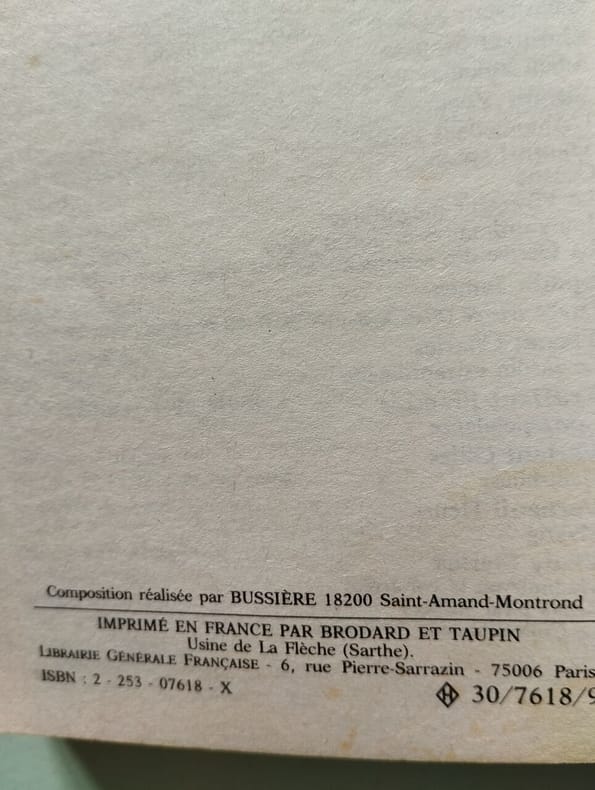 Composition réalisée par BUSSIÈRE 18200 Saint-Amand-Montrond
IMPRIMÉ EN FRANCE PAR BRODARD ET TAUPIN
Usine de La Flèche (Sarthe).
LIBRAIRIE GÉNÉRALE FRANÇAISE - 6, rue Pierre-Sarrazin - 75006 Paris
ISBN : 2 - 253 - 07618 - X
30/7618/9